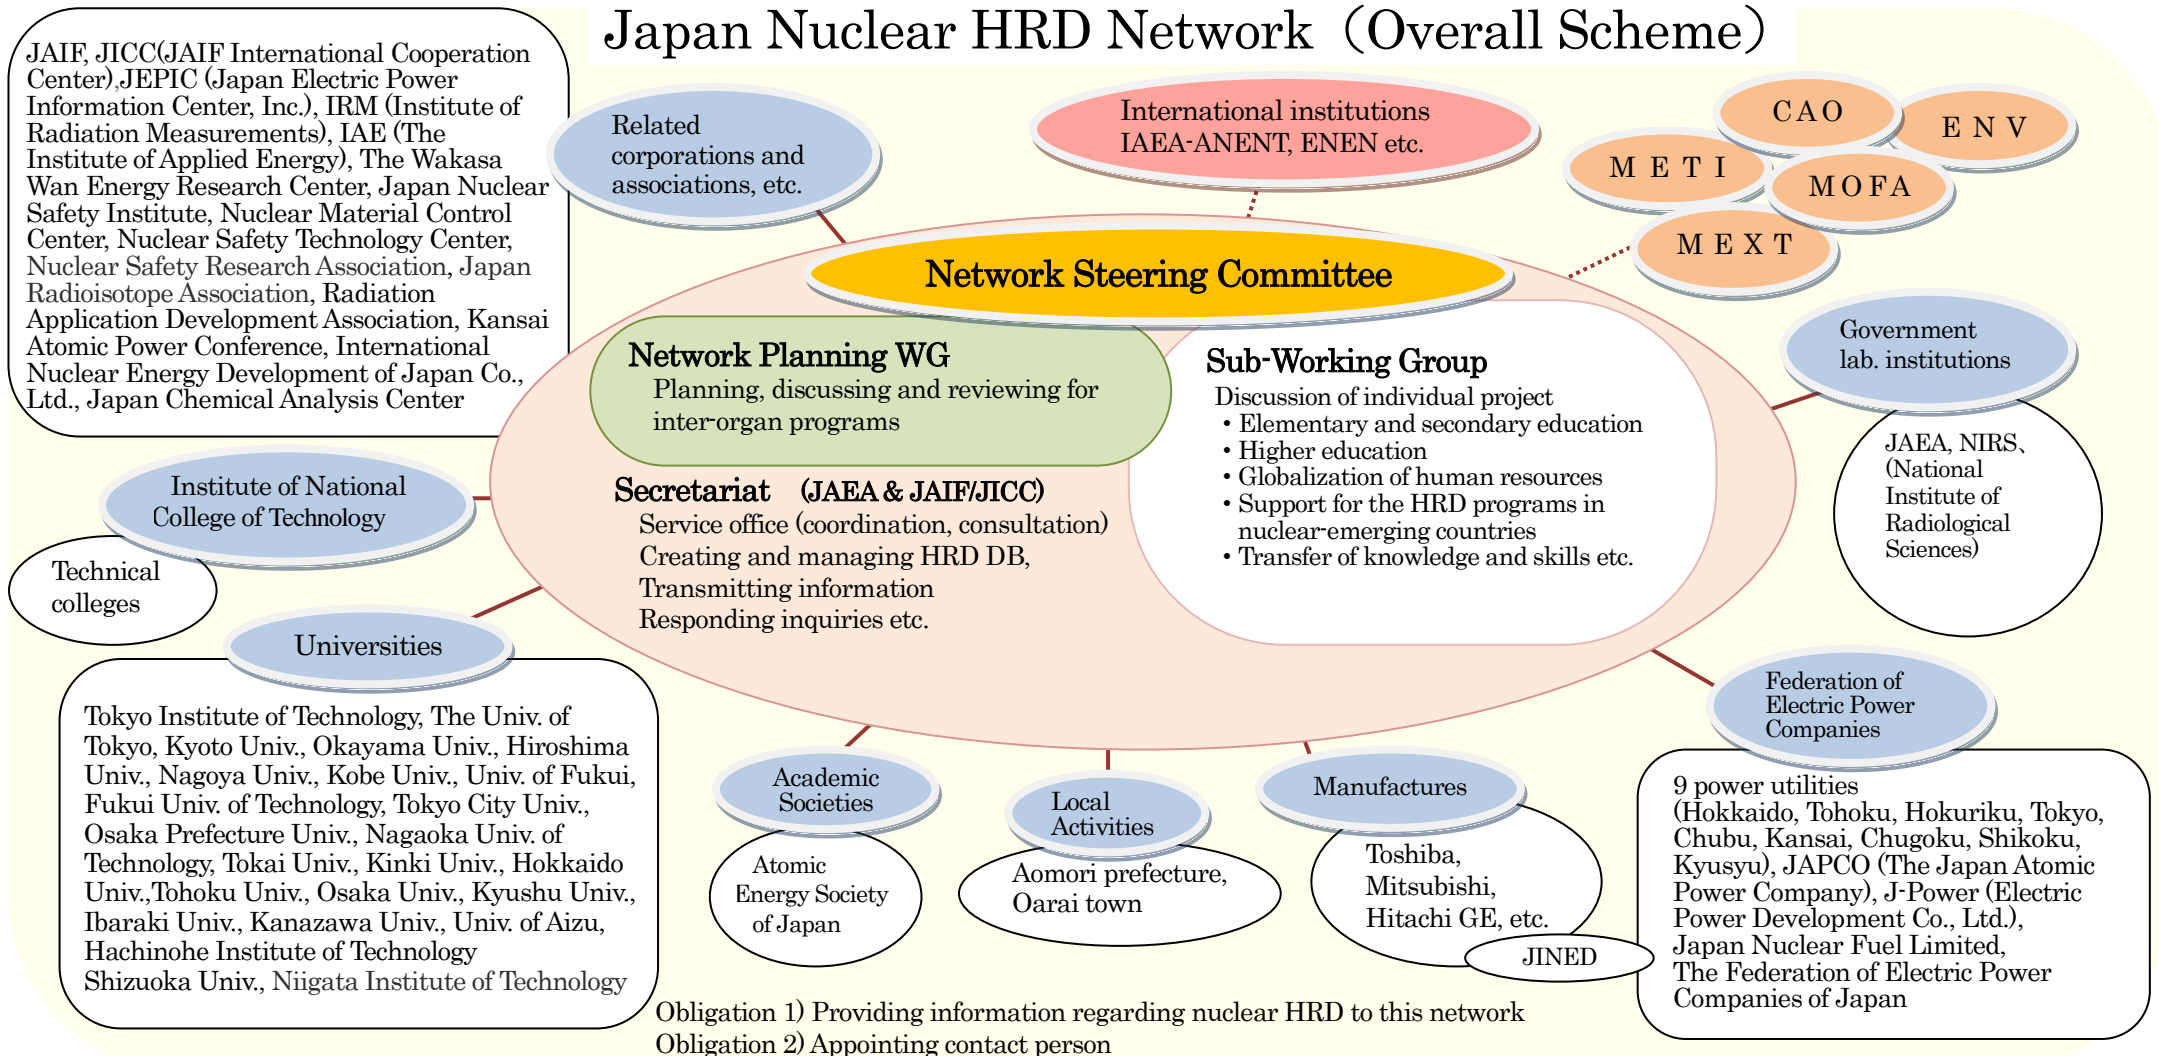 Japan Nuclear HRD Network（Overall Scheme）
JAIF, JICC(JAIF International Cooperation
Center),JEPIC (Japan Electric Power
Information Center, Inc.), IRM (Institute of
Radiation Measurements), IAE (The
Institute of Applied Energy), The Wakasa
Wan Energy Research Center, Japan Nuclear
Safety Institute, Nuclear Material Control
Center, Nuclear Safety Technology Center,
Nuclear Safety Research Association, Japan
Radioisotope Association, Radiation
Application Development Association, Kansai
Atomic Power Conference, International
Nuclear Energy Development of Japan Co.,
Ltd., Japan Chemical Analysis Center
Related
corporations and
associations, etc.
International institutions
IAEA-ANENT, ENEN etc.
CAO
ENV
METI
MOFA
MEXT
Network Steering Committee
Network Planning WG
Planning, discussing and reviewing for
inter-organ programs
Sub-Working Group
Discussion of individual project
• Elementary and secondary education
• Higher education
• Globalization of human resources
• Support for the HRD programs in
nuclear-emerging countries
• Transfer of knowledge and skills etc.
Secretariat (JAEA & JAIF/JICC)
Service office (coordination, consultation)
Creating and managing HRD DB,
Transmitting information
Responding inquiries etc.
Government
lab. institutions
JAEA, NIRS、
(National
Institute of
Radiological
Sciences)
Institute of National
College of Technology
Technical
colleges
Universities
Tokyo Institute of Technology, The Univ. of
Tokyo, Kyoto Univ., Okayama Univ., Hiroshima
Univ., Nagoya Univ., Kobe Univ., Univ. of Fukui,
Fukui Univ. of Technology, Tokyo City Univ.,
Osaka Prefecture Univ., Nagaoka Univ. of
Technology, Tokai Univ., Kinki Univ., Hokkaido
Univ.,Tohoku Univ., Osaka Univ., Kyushu Univ.,
Ibaraki Univ., Kanazawa Univ., Univ. of Aizu,
Hachinohe Institute of Technology
Shizuoka Univ., Niigata Institute of Technology
Academic
Societies
Atomic
Energy Society
of Japan
Local
Activities
Aomori prefecture,
Oarai town
Manufactures
Toshiba,
Mitsubishi,
Hitachi GE, etc.
JINED
Federation of
Electric Power
Companies
9 power utilities
(Hokkaido, Tohoku, Hokuriku, Tokyo,
Chubu, Kansai, Chugoku, Shikoku,
Kyusyu), JAPCO (The Japan Atomic
Power Company), J-Power (Electric
Power Development Co., Ltd.),
Japan Nuclear Fuel Limited,
The Federation of Electric Power
Companies of Japan
Obligation 1) Providing information regarding nuclear HRD to this network
Obligation 2) Appointing contact person